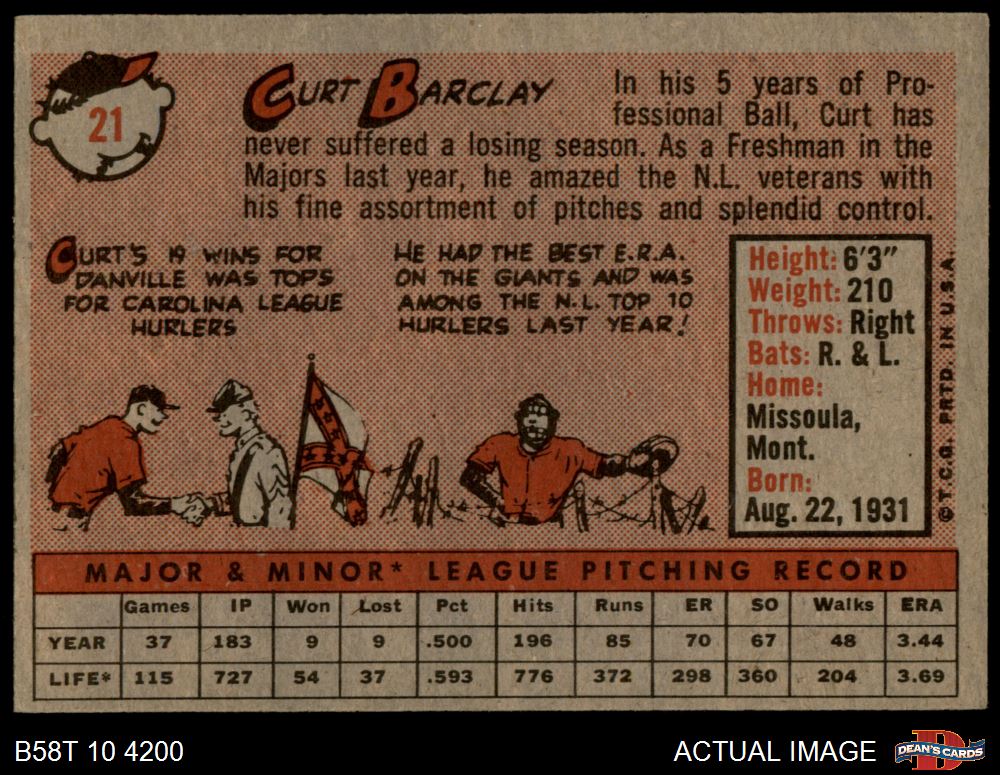 21
CURT BARCLAY
In his 5 years of Pro-
fessional Ball, Curt has
never suffered a losing season. As a Freshman in the
Majors last year, he amazed the N.L. veterans with
his fine assortment of pitches and splendid control.
CURT'S 19 WINS FOR
DANVILLE WAS TOPS
FOR CAROLINA LEAGUE
HURLERS
HE HAD THE BEST E.R.A.
ON THE GIANTS AND WAS
AMONG THE N.L. TOP 10
HURLERS LAST YEAR!
Height: 6'3"
Weight: 210
Throws: Right
Bats: R. & L.
Home:
Missoula,
Mont.
Born:
Aug. 22, 1931
© T.C.G. PRTD. IN U.S.A.
MAJOR & MINOR* LEAGUE PITCHING RECORD
Games IP Won Lost Pct Hits Runs ER SO Walks ERA
YEAR 37 183 9 9 .500 196 85 70 67 48 3.44
LIFE* 115 727 54 37 .593 776 372 298 360 204 3.69
B58T 10 4200
ACTUAL IMAGE
D
DEAN'S CARDS